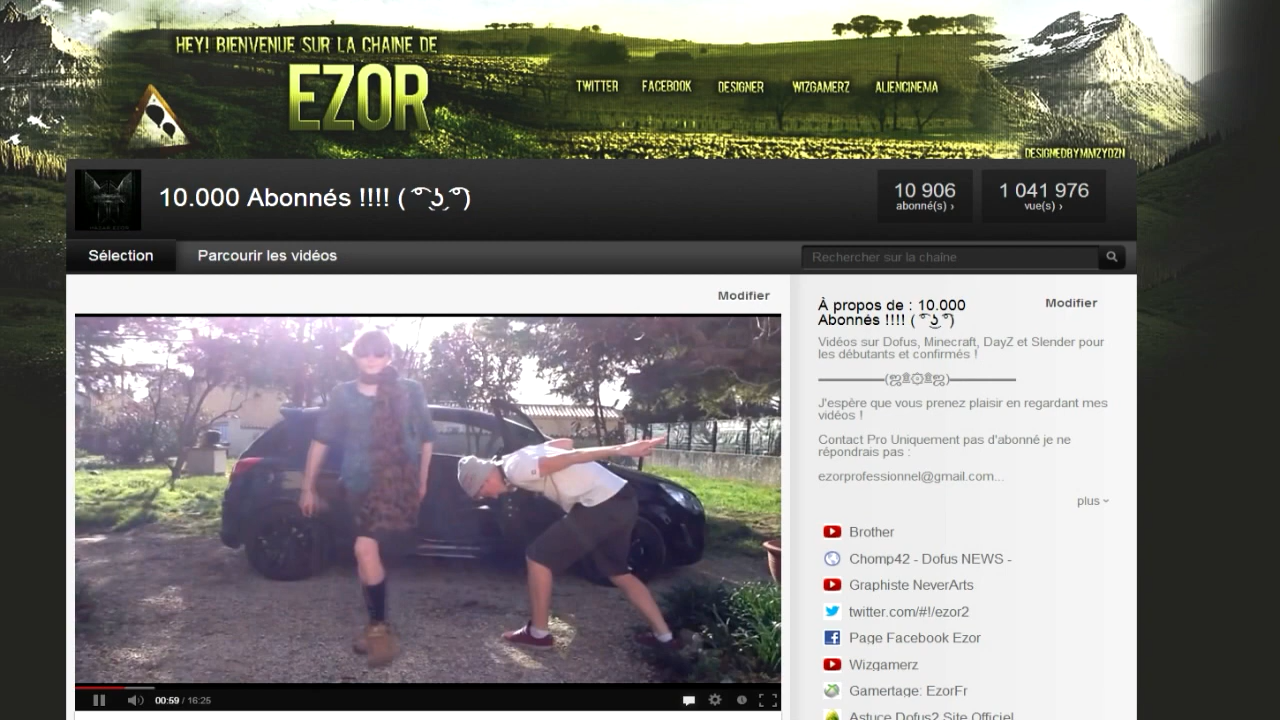 HEY! BIENVENUE SUR LA CHAINE DE
EZOR
TWITTER FACEBOOK DESIGNER WIZGAMERZ ALIENCINEMA
DESIGNEDBYMMZYDZN
10.000 Abonnés !!!! ( ͡° ͜ʖ ͡°)
10 906
abonné(s) ›
1 041 976
vue(s) ›
Sélection
Parcourir les vidéos
Rechercher sur la chaîne
Modifier
À propos de : 10.000
Abonnés !!!! ( ͡° ͜ʖ ͡°)
Modifier
Vidéos sur Dofus, Minecraft, DayZ et Slender pour
les débutants et confirmés !
▬▬▬▬▬▬(ஜ۩۞۩ஜ)▬▬▬▬▬▬
J'espère que vous prenez plaisir en regardant mes
vidéos !
Contact Pro Uniquement pas d'abonné je ne
répondrais pas :
ezorprofessionnel@gmail.com...
plus
Brother
Chomp42 - Dofus NEWS -
Graphiste NeverArts
twitter.com/#!/ezor2
Page Facebook Ezor
Wizgamerz
Gamertage: EzorFr
Astuce Dofus2 Site Officiel
00:59 / 16:25